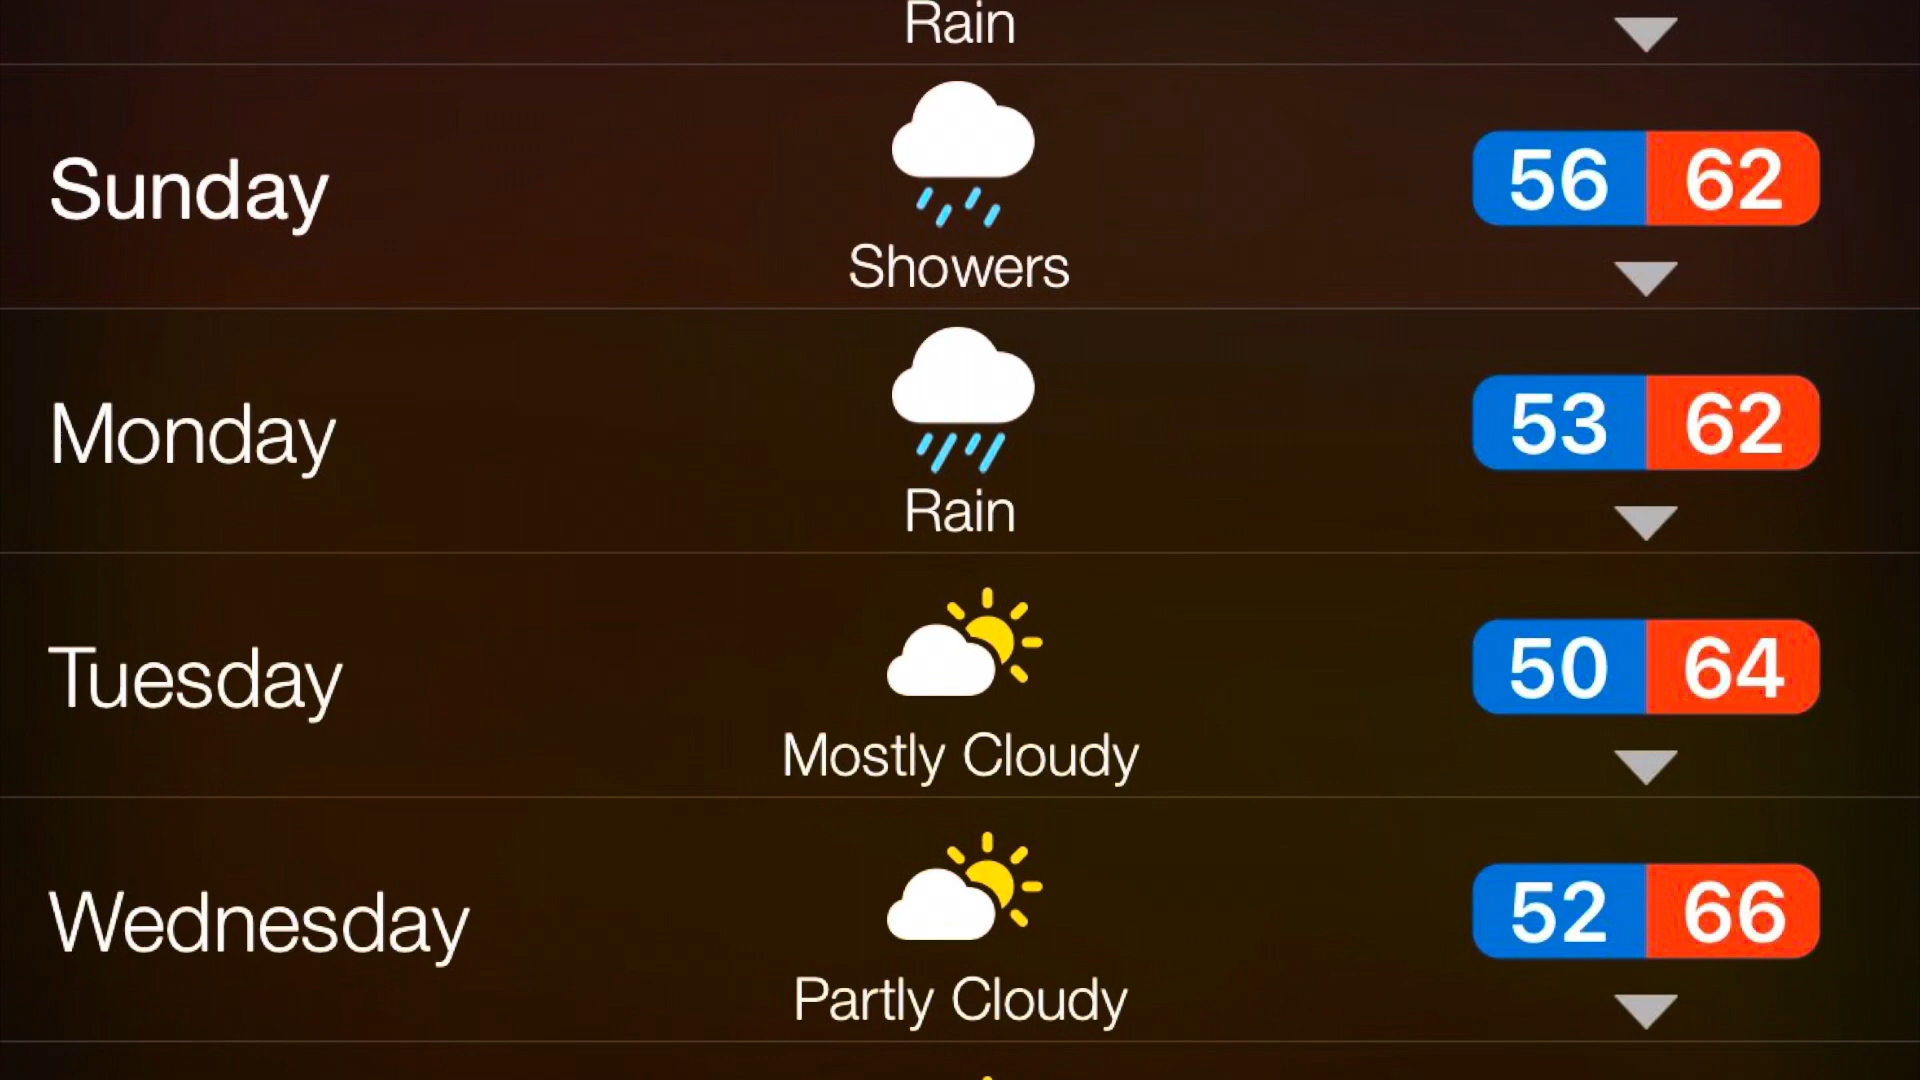 Rain
Sunday
56 62
Showers
Monday
53 62
Rain
Tuesday
50 64
Mostly Cloudy
Wednesday
52 66
Partly Cloudy